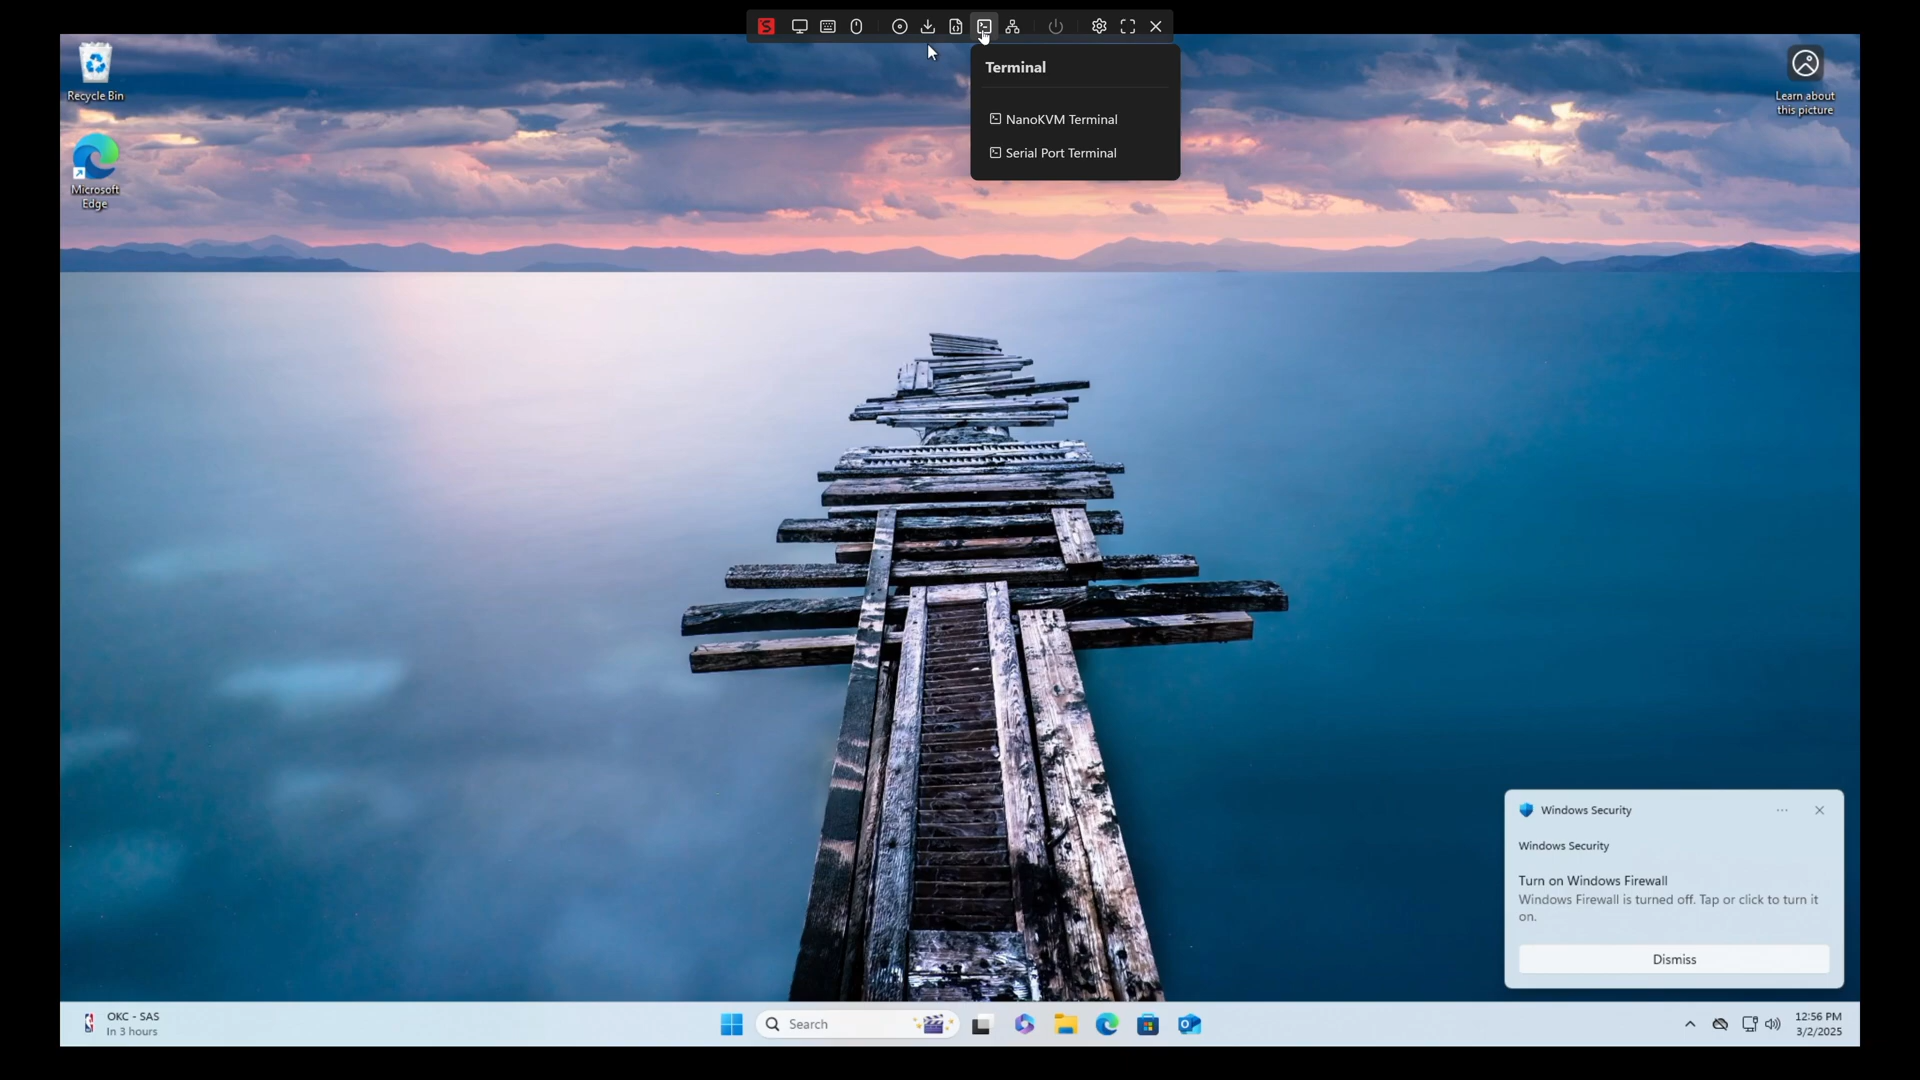 Terminal
NanoKVM Terminal
Serial Port Terminal
Recycle Bin
Microsoft
Edge
Learn about
this picture
Windows Security
Windows Security
Turn on Windows Firewall
Windows Firewall is turned off. Tap or click to turn it
on.
Dismiss
OKC - SAS
In 3 hours
Search
12:56 PM
3/2/2025